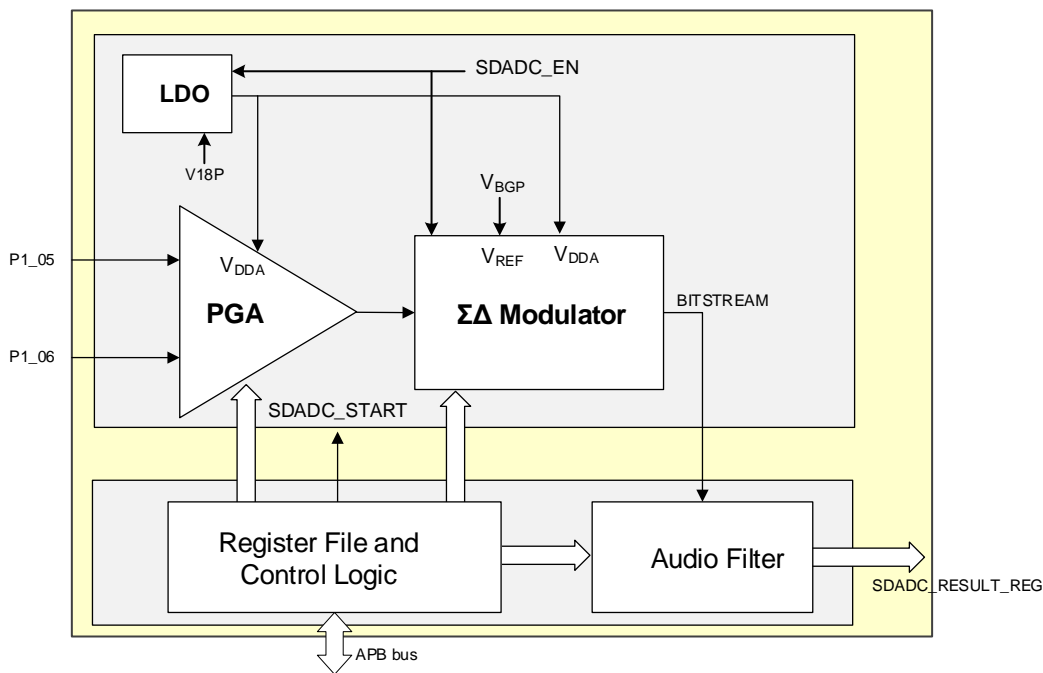 SDADC_EN
LDO
V18P
VBGP
P1_05
VDDA
VREF
VDDA
PGA
ΣΔ Modulator
BITSTREAM
P1_06
SDADC_START
Register File and
Control Logic
Audio Filter
SDADC_RESULT_REG
APB bus